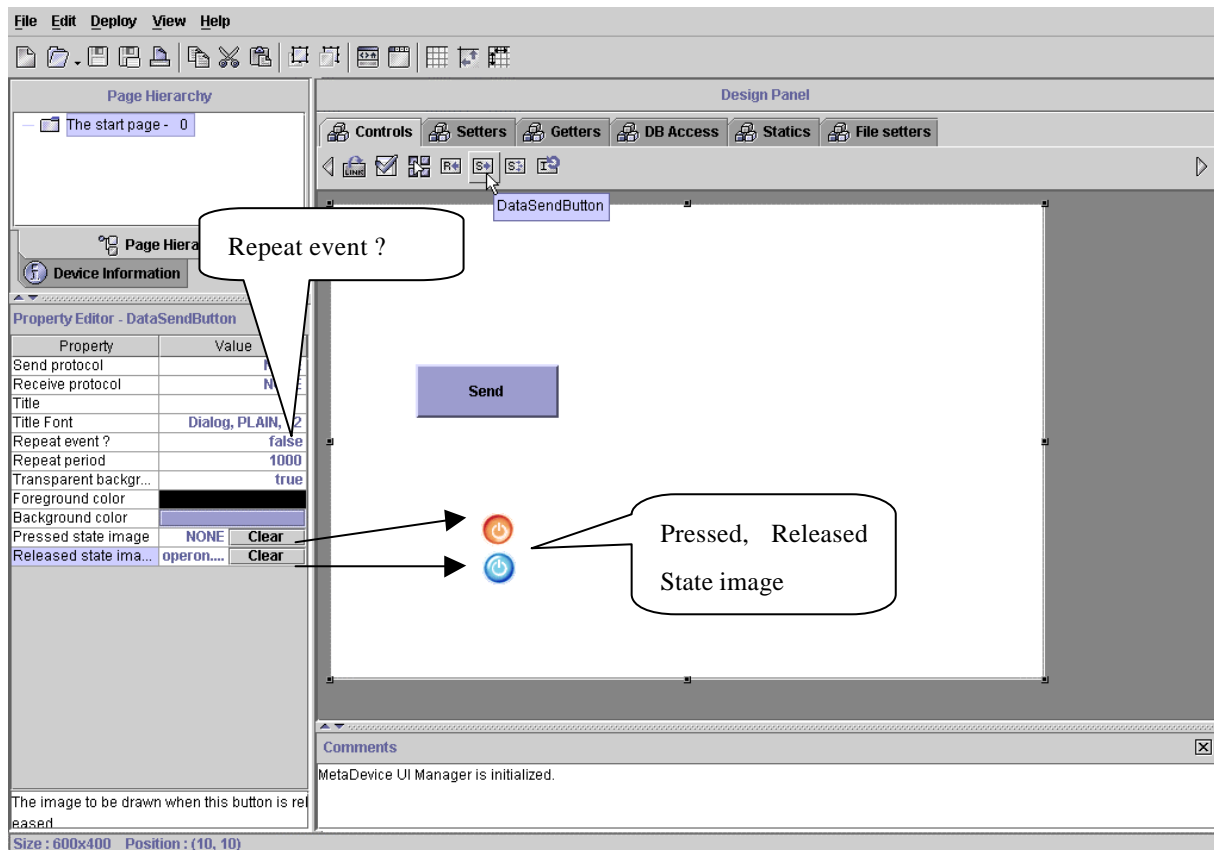 File Edit Deploy View Help
Page Hierarchy
The start page - 0
Page Hiera
Device Information
Design Panel
Controls Setters Getters DB Access Statics File setters
LINK R S S I
DataSendButton
Repeat event ?
Property Editor - DataSendButton
Property Value
Send protocol
Receive protocol
Title
Title Font Dialog, PLAIN, 2
Repeat event ? false
Repeat period 1000
Transparent backgr... true
Foreground color
Background color
Pressed state image NONE Clear
Released state ima... operon.... Clear
Send
Pressed, Released
State image
Comments
MetaDevice UI Manager is initialized.
The image to be drawn when this button is rel
eased
Size : 600x400 Position : (10, 10)